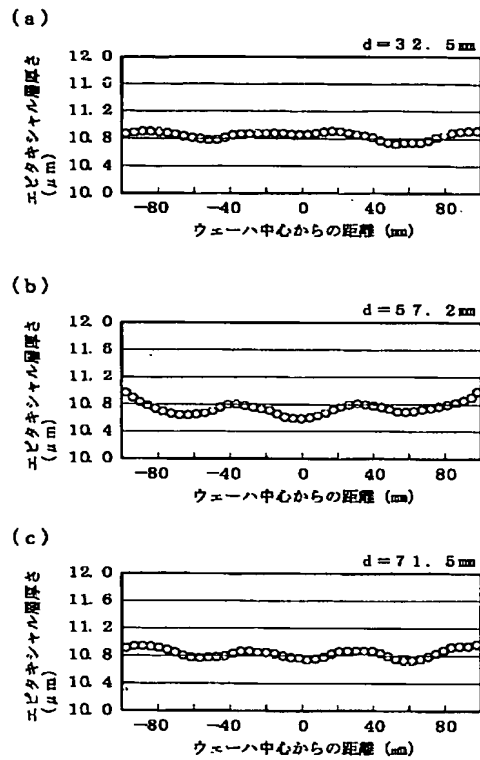 (a)
d=32.5mm
エピタキシャル層厚さ
(μm)
12.0
11.6
11.2
10.8
10.4
10.0
-80
-40
0
40
80
ウェーハ中心からの距離 (mm)
(b)
d=57.2mm
エピタキシャル層厚さ
(μm)
12.0
11.6
11.2
10.8
10.4
10.0
-80
-40
0
40
80
ウェーハ中心からの距離 (mm)
(c)
d=71.5mm
エピタキシャル層厚さ
(μm)
12.0
11.6
11.2
10.8
10.4
10.0
-80
-40
0
40
80
ウェーハ中心からの距離 (mm)